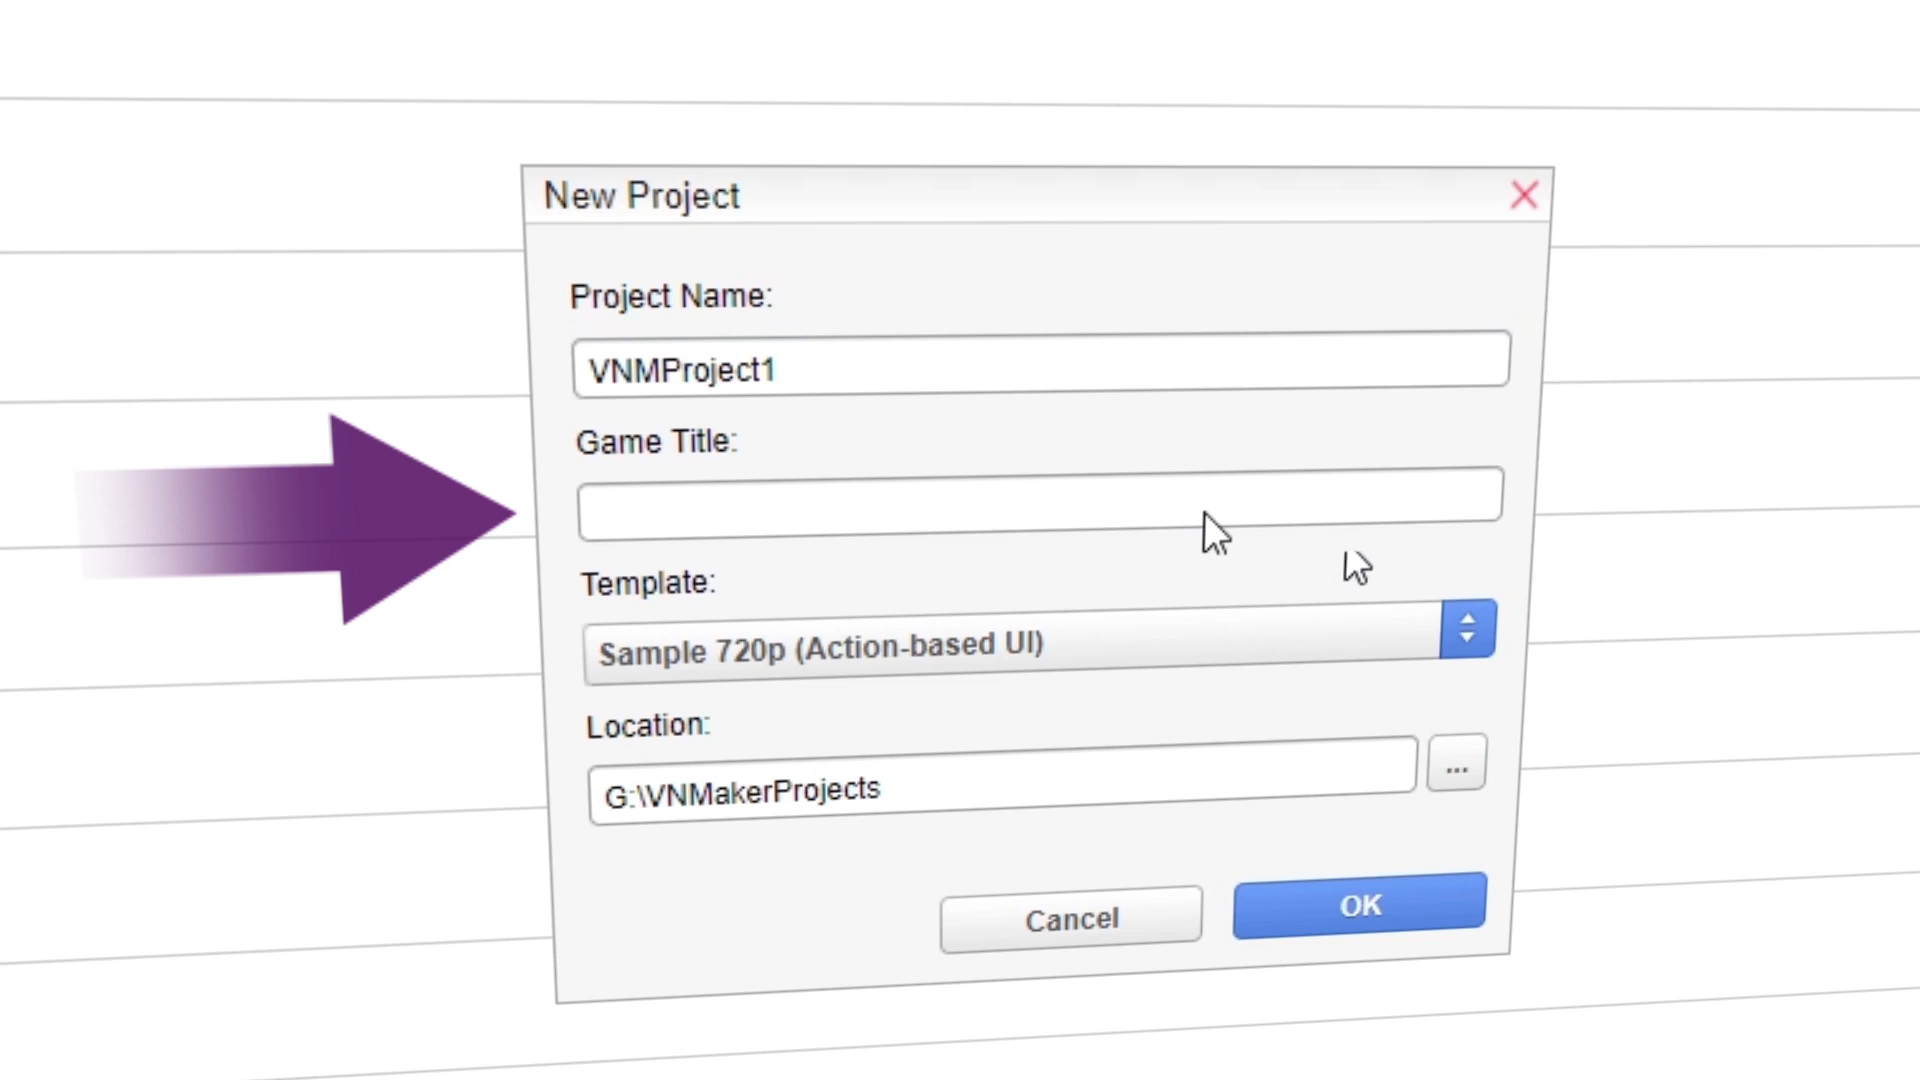 New Project
Project Name:
VNMProject1
Game Title:
Template:
Sample 720p (Action-based UI)
Location:
G:\VNMakerProjects
...
Cancel
OK